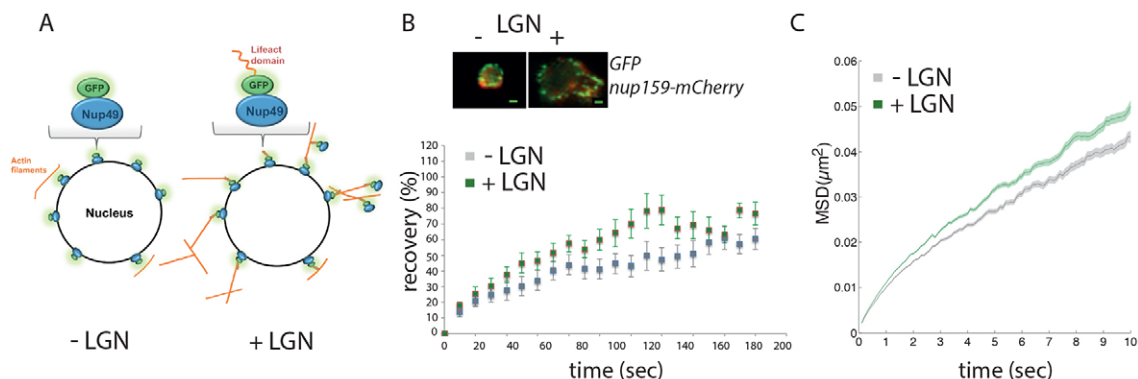 A
Lifeact
domain
GFP
GFP
Nup49
Nup49
Actin
filaments
Nucleus
- LGN
+ LGN
B
- LGN +
GFP
nup159-mCherry
- LGN
+ LGN
recovery (%)
120
110
100
90
80
70
60
50
40
30
20
10
0
0 20 40 60 80 100 120 140 160 180 200
time (sec)
C
- LGN
+ LGN
MSD(μm²)
0.06
0.05
0.04
0.03
0.02
0.01
0
0 1 2 3 4 5 6 7 8 9 10
time (sec)